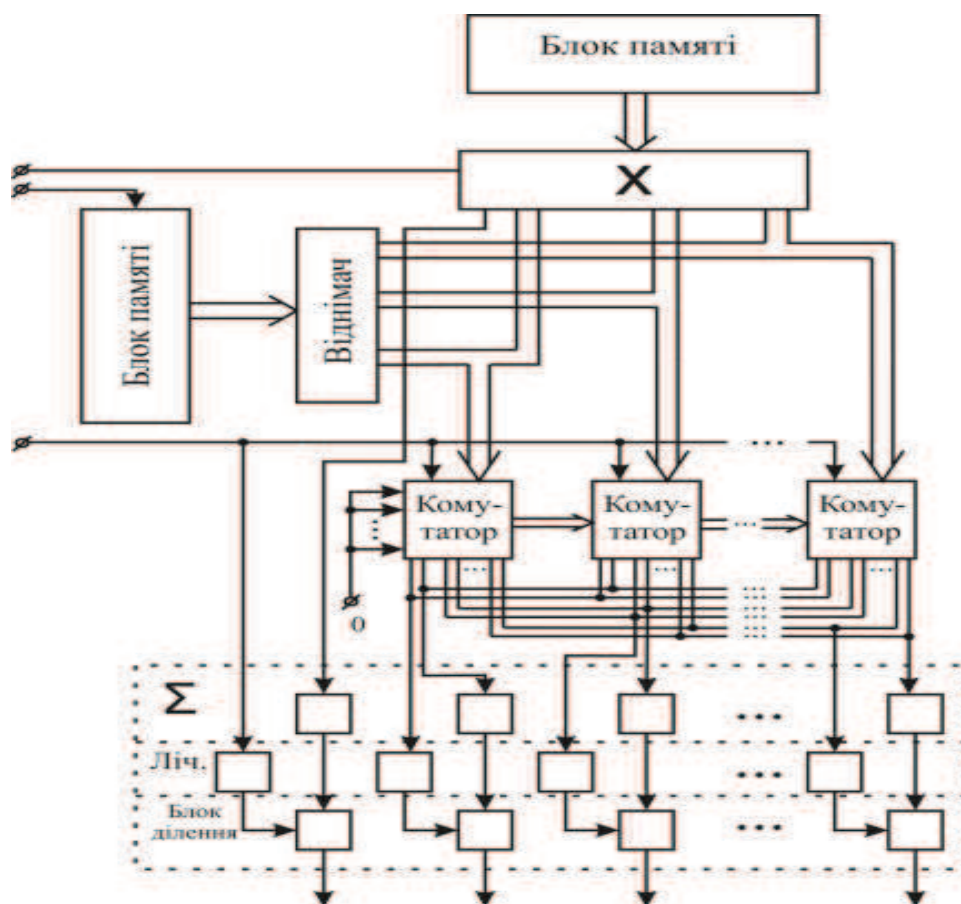 Блок памяті
X
Блок памяті
Віднімач
Кому-
татор
Кому-
татор
Кому-
татор
0
Σ
Ліч.
Блок
ділення